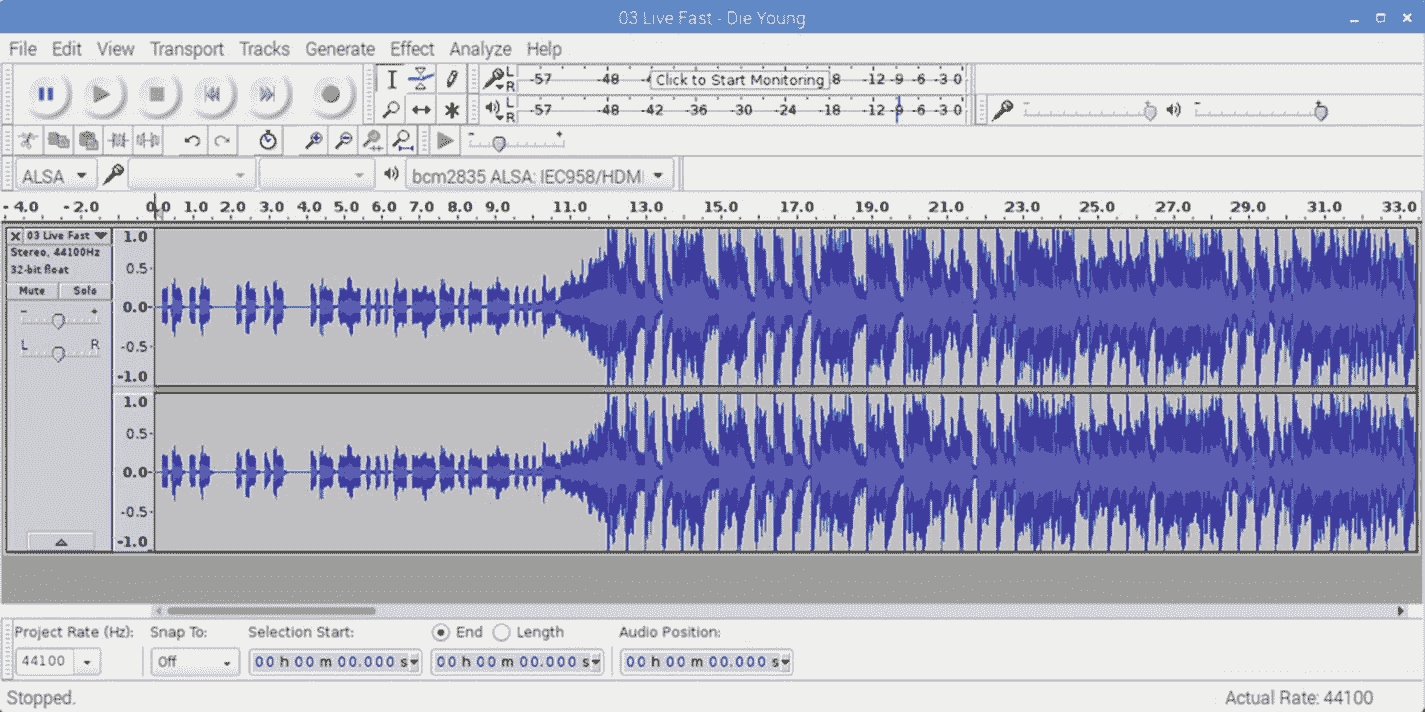 03 Live Fast - Die Young
File Edit View Transport Tracks Generate Effect Analyze Help
L R -57 -48 -4 Click to Start Monitoring 8 -12 -9 -6 -3 0
L R -57 -48 -42 -36 -30 -24 -18 -12 -9 -6 -3 0
ALSA bcm2835 ALSA: IEC958/HDMI
- 4.0 - 2.0 0.0 1.0 2.0 3.0 4.0 5.0 6.0 7.0 8.0 9.0 11.0 13.0 15.0 17.0 19.0 21.0 23.0 25.0 27.0 29.0 31.0 33.0
X 03 Live Fast
Stereo, 44100Hz
32-bit float
Mute Solo
- +
L R
1.0
0.5
0.0
-0.5
-1.0
1.0
0.5
0.0
-0.5
-1.0
Project Rate (Hz): Snap To: Selection Start: End Length Audio Position:
44100 Off 00 h 00 m 00.000 s 00 h 00 m 00.000 s 00 h 00 m 00.000 s
Stopped. Actual Rate: 44100